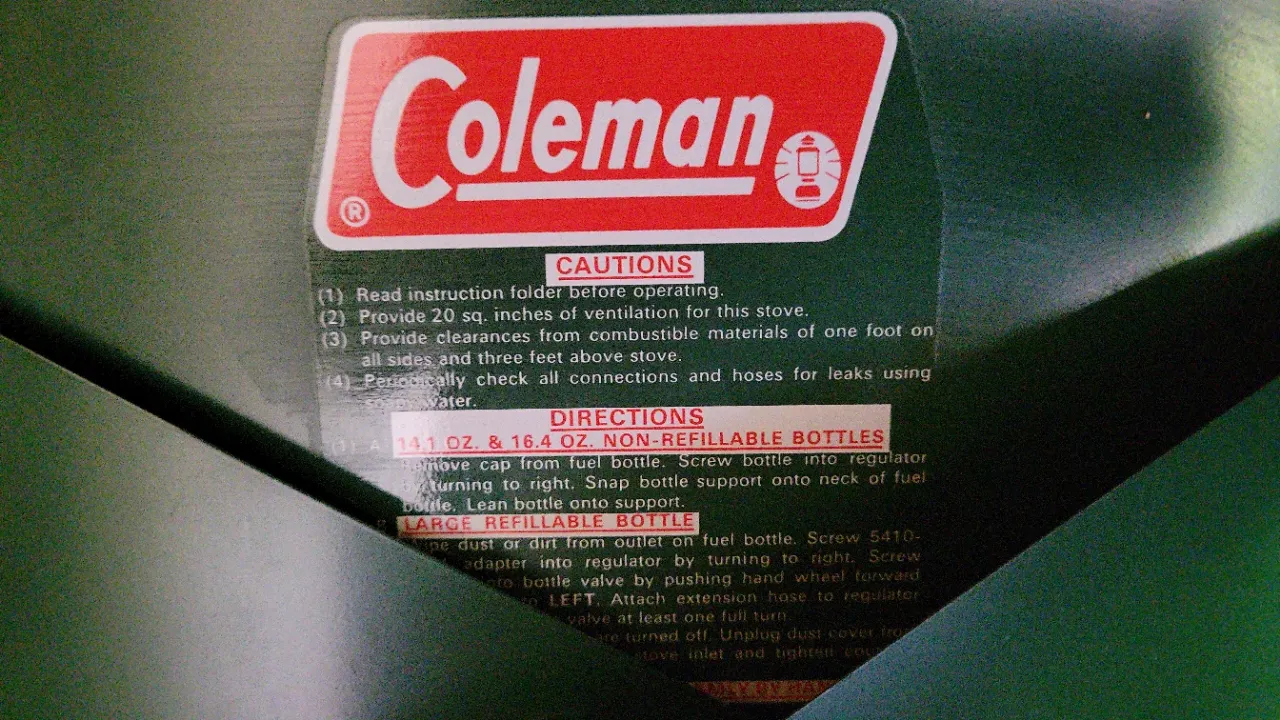 Coleman
®
CAUTIONS
(1) Read instruction folder before operating.
(2) Provide 20 sq. inches of ventilation for this stove.
(3) Provide clearances from combustible materials of one foot on
all sides and three feet above stove.
(4) Periodically check all connections and hoses for leaks using
water.
DIRECTIONS
(1) A 14.1 OZ. & 16.4 OZ. NON-REFILLABLE BOTTLES
Remove cap from fuel bottle. Screw bottle into regulator
by turning to right. Snap bottle support onto neck of fuel
bottle. Lean bottle onto support.
LARGE REFILLABLE BOTTLE
dust or dirt from outlet on fuel bottle. Screw 5410-
adapter into regulator by turning to right. Screw
bottle valve by pushing hand wheel forward
LEFT. Attach extension hose to regulator
valve at least one full turn.
are turned off. Unplug dust cover
stove inlet and tighten